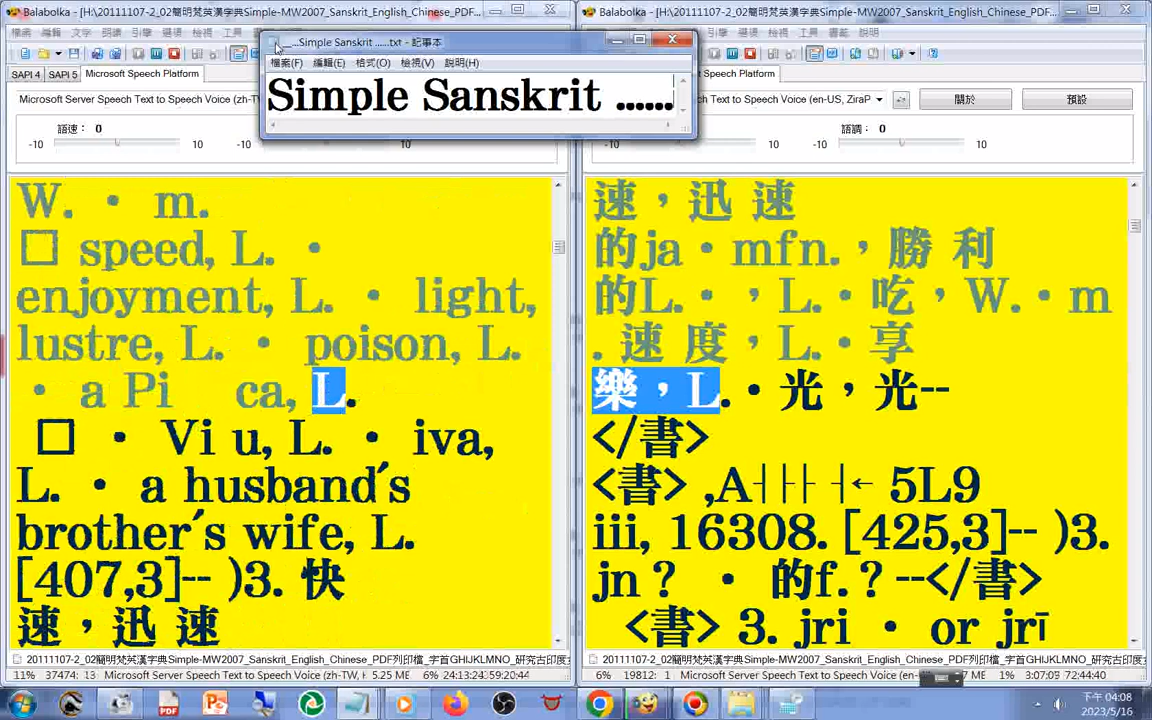 Balabolka - [H:\20111107-2_02簡明梵英漢字典Simple-MW2007_Sanskrit_English_Chinese_PDF...
Balabolka - [H:\20111107-2_02簡明梵英漢字典Simple-MW2007_Sanskrit_English_Chinese_PDF...
...Simple Sanskrit ......txt - 記事本
檔案(F) 編輯(E) 格式(O) 檢視(V) 說明(H)
Simple Sanskrit ......
SAPI 4 SAPI 5 Microsoft Speech Platform
Microsoft Server Speech Text to Speech Voice (zh-TW
Microsoft Server Speech Text to Speech Voice (en-US, ZiraP
關於
預設
語速： 0
語調： 0
-10 10 10
-10 10 -10 10
W. • m.
□ speed, L. •
enjoyment, L. • light,
lustre, L. • poison, L.
• a Pi ca, L.
□ • Vi u, L. • iva,
L. • a husband's
brother's wife, L.
[407,3]-- )3. 快
速，迅 速
速，迅 速
的ja • mfn.，勝 利
的L. • ，L. • 吃，W. • m
. 速 度，L. • 享
樂，L. • 光，光--
</書>
<書> ,A┤├├ ┤← 5L9
iii, 16308. [425,3]-- )3.
jn？ • 的f.？--</書>
<書> 3. jri • or jrī
20111107-2_02簡明梵英漢字典Simple-MW2007_Sanskrit_English_Chinese_PDF列印檔_字首GHIJKLMNO_研究古印度
20111107-2_02簡明梵英漢字典Simple-MW2007_Sanskrit_English_Chinese_PDF列印檔_字首GHIJKLMNO_研究古印度
11% 37474: 13 Microsoft Server Speech Text to Speech Voice (zh-TW, 5.25 MB
6% 19812: 1 Microsoft Server Speech Text to Speech Voice 1%
下午 04:08
2023/5/16